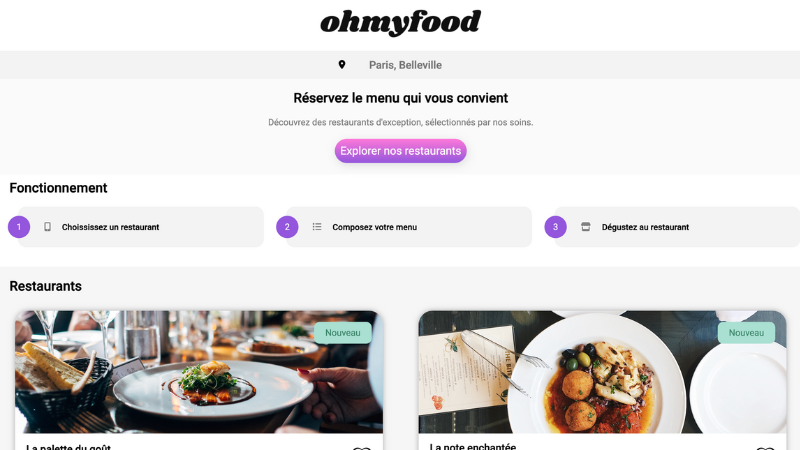 ohmyfood
Paris, Belleville
Réservez le menu qui vous convient
Découvrez des restaurants d'exception, sélectionnés par nos soins.
Explorer nos restaurants
Fonctionnement
1 Choississez un restaurant
2 Composez votre menu
3 Dégustez au restaurant
Restaurants
Nouveau
Nouveau
La palette du goût
La note enchantée